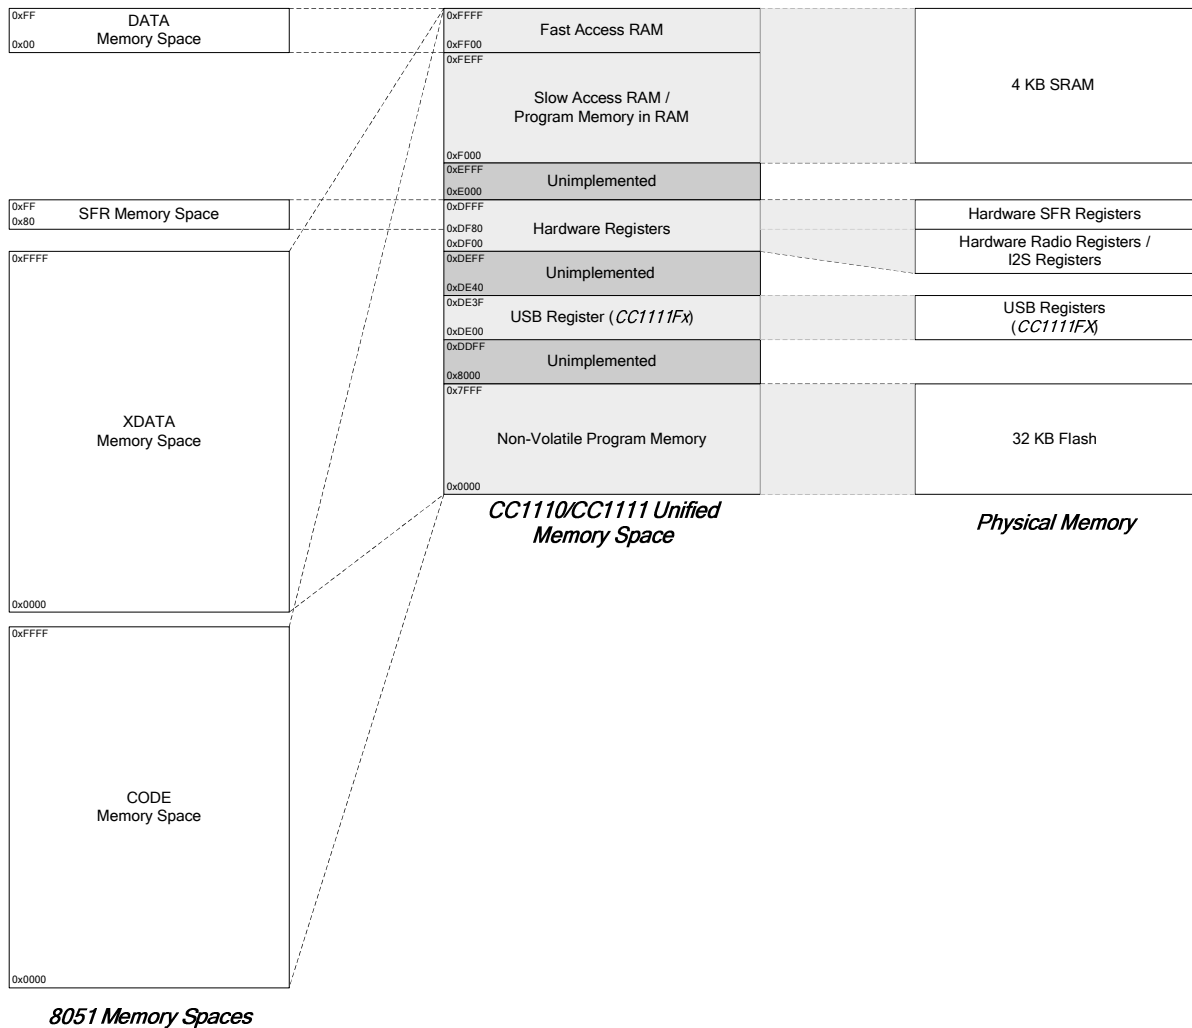 0xFF
DATA
Memory Space
0x00
0xFF
SFR Memory Space
0x80
0xFFFF
XDATA
Memory Space
0x0000
0xFFFF
CODE
Memory Space
0x0000
8051 Memory Spaces
0xFFFF
Fast Access RAM
0xFF00
0xFEFF
Slow Access RAM /
Program Memory in RAM
0xF000
0xEFFF
Unimplemented
0xE000
0xDFFF
0xDF80
Hardware Registers
0xDF00
0xDEFF
Unimplemented
0xDE40
0xDE3F
USB Register (CC1111Fx)
0xDE00
0xDDFF
Unimplemented
0x8000
0x7FFF
Non-Volatile Program Memory
0x0000
CC1110/CC1111 Unified
Memory Space
4 KB SRAM
Hardware SFR Registers
Hardware Radio Registers /
I2S Registers
USB Registers
(CC1111FX)
32 KB Flash
Physical Memory